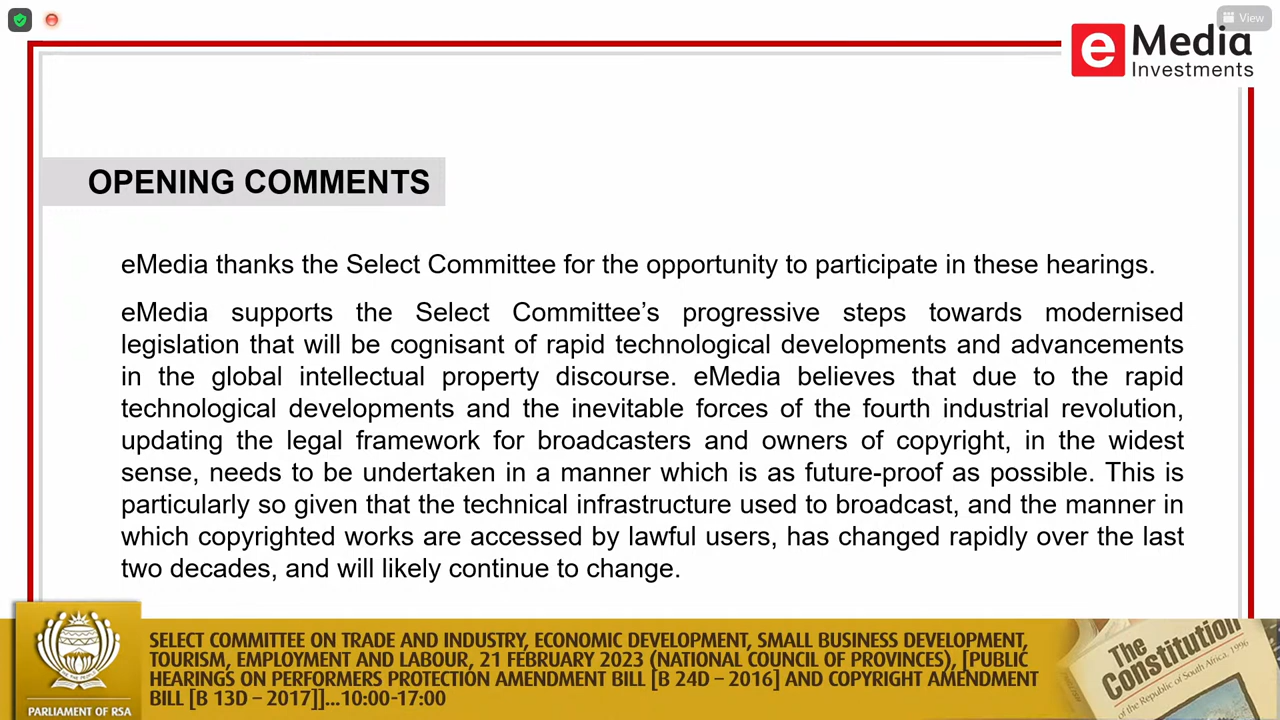 View
e Media
Investments
OPENING COMMENTS
eMedia thanks the Select Committee for the opportunity to participate in these hearings.
eMedia supports the Select Committee’s progressive steps towards modernised
legislation that will be cognisant of rapid technological developments and advancements
in the global intellectual property discourse. eMedia believes that due to the rapid
technological developments and the inevitable forces of the fourth industrial revolution,
updating the legal framework for broadcasters and owners of copyright, in the widest
sense, needs to be undertaken in a manner which is as future-proof as possible. This is
particularly so given that the technical infrastructure used to broadcast, and the manner in
which copyrighted works are accessed by lawful users, has changed rapidly over the last
two decades, and will likely continue to change.
SELECT COMMITTEE ON TRADE AND INDUSTRY, ECONOMIC DEVELOPMENT, SMALL BUSINESS DEVELOPMENT,
TOURISM, EMPLOYMENT AND LABOUR, 21 FEBRUARY 2023 (NATIONAL COUNCIL OF PROVINCES), [PUBLIC
HEARINGS ON PERFORMERS PROTECTION AMENDMENT BILL [B 24D – 2016] AND COPYRIGHT AMENDMENT
BILL [B 13D – 2017]]...10:00-17:00
PARLIAMENT OF RSA
The
Constitution
of the Republic of South Africa, 1996